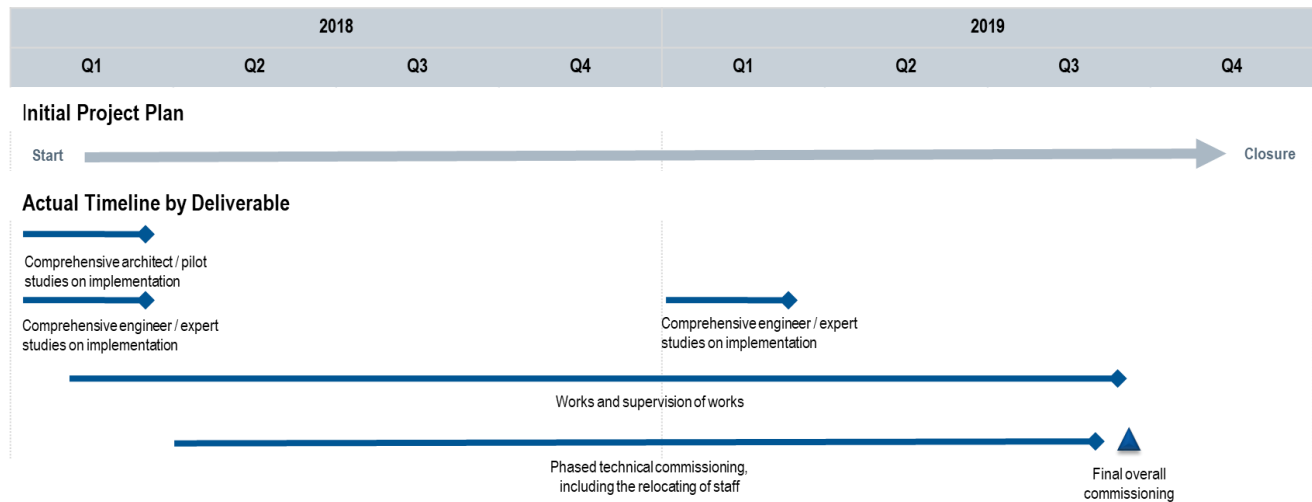 2018 2019
Q1 Q2 Q3 Q4 Q1 Q2 Q3 Q4
Initial Project Plan
Start Closure
Actual Timeline by Deliverable
Comprehensive architect / pilot
studies on implementation
Comprehensive engineer / expert
studies on implementation
Comprehensive engineer / expert
studies on implementation
Works and supervision of works
Phased technical commissioning,
including the relocating of staff
Final overall
commissioning